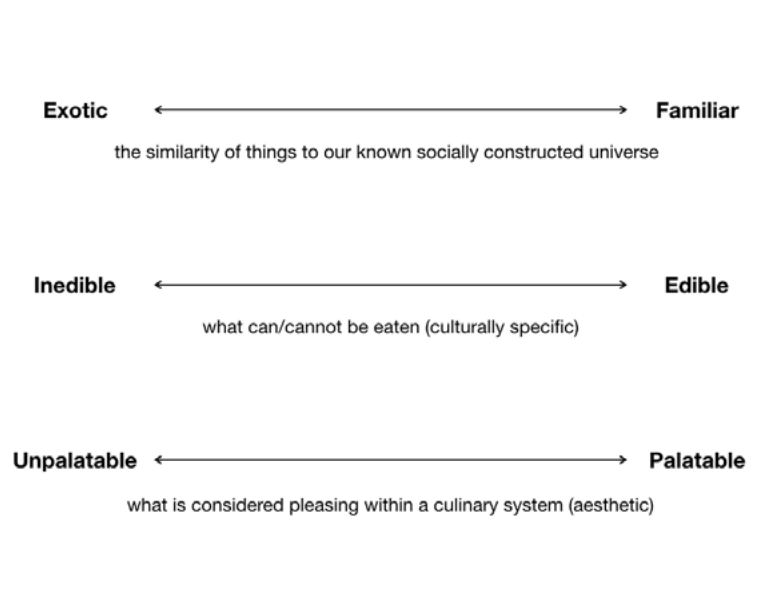 Exotic Familiar
the similarity of things to our known socially constructed universe
Inedible Edible
what can/cannot be eaten (culturally specific)
Unpalatable Palatable
what is considered pleasing within a culinary system (aesthetic)